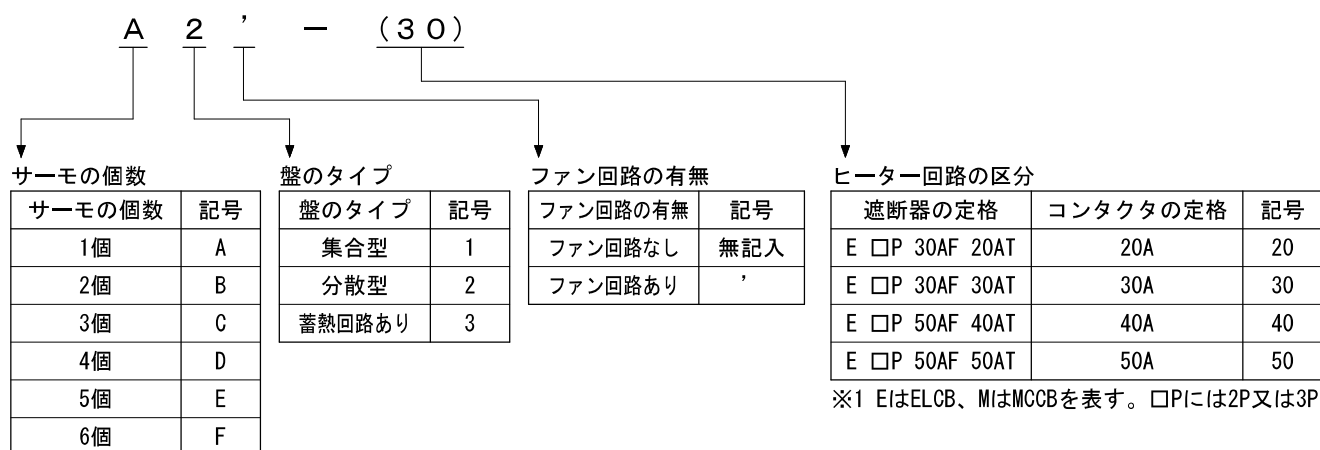 A 2 ’ － (３０)
サーモの個数 盤のタイプ ファン回路の有無 ヒーター回路の区分
サーモの個数 記号 盤のタイプ 記号 ファン回路の有無 記号 遮断器の定格 コンタクタの定格 記号
1個 A 集合型 1 ファン回路なし 無記入 E □P 30AF 20AT 20A 20
2個 B 分散型 2 ファン回路あり ’ E □P 30AF 30AT 30A 30
3個 C 蓄熱回路あり 3 E □P 50AF 40AT 40A 40
4個 D E □P 50AF 50AT 50A 50
5個 E ※1 EはELCB、MはMCCBを表す。□Pには2P又は3P
6個 F